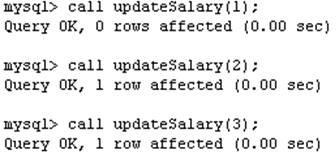 mysql> call updateSalary(1);
Query OK, 0 rows affected (0.00 sec)
mysql> call updateSalary(2);
Query OK, 1 row affected (0.00 sec)
mysql> call updateSalary(3);
Query OK, 1 row affected (0.00 sec)